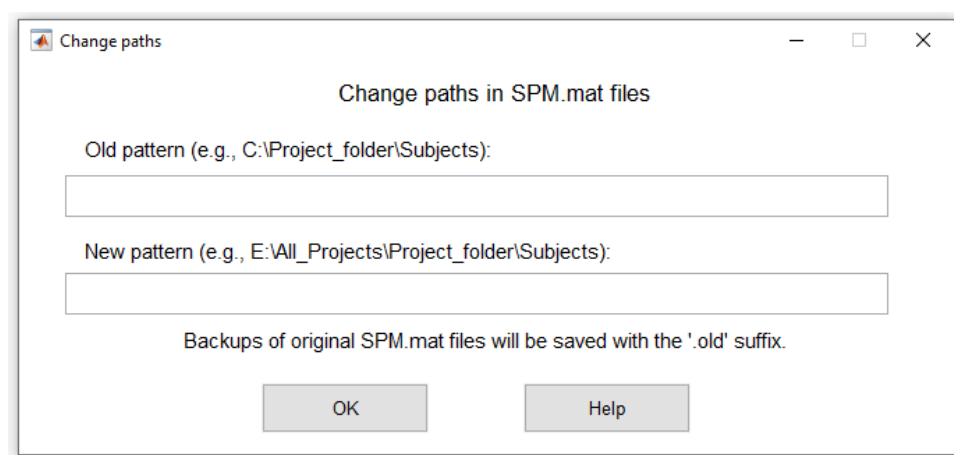 Change paths
Change paths in SPM.mat files
Old pattern (e.g., C:\Project_folder\Subjects):
New pattern (e.g., E:\All_Projects\Project_folder\Subjects):
Backups of original SPM.mat files will be saved with the '.old' suffix.
OK Help